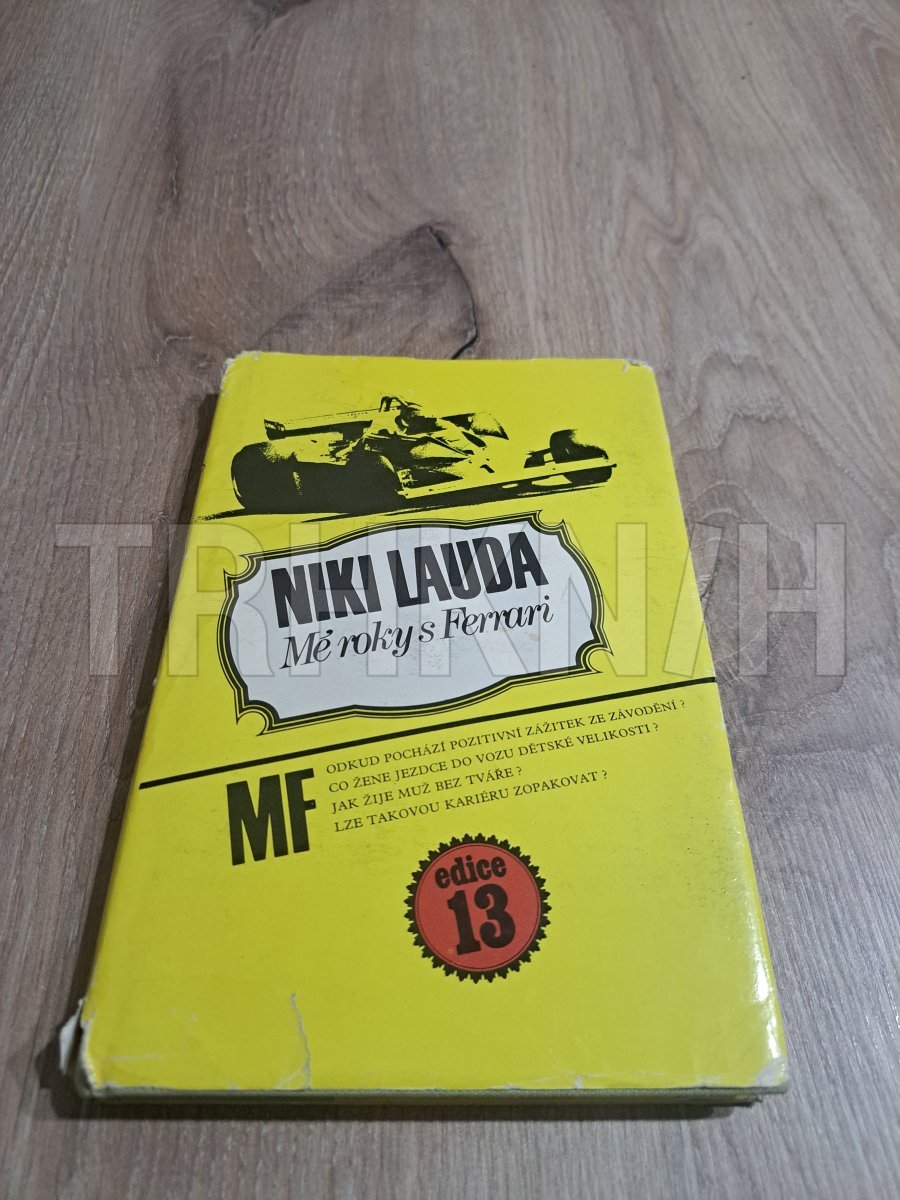 NIKI LAUDA
Mé roky s Ferrari
MF
ODKUD POCHÁZÍ POZITIVNÍ ZÁŽITEK ZE ZÁVODĚNÍ?
CO ŽENE JEZDCE DO VOZU DĚTSKÉ VELIKOSTI?
JAK ŽIJE MUŽ BEZ TVÁŘE?
LZE TAKOVOU KARIÉRU ZOPAKOVAT?
edice
13
TRHKNIH